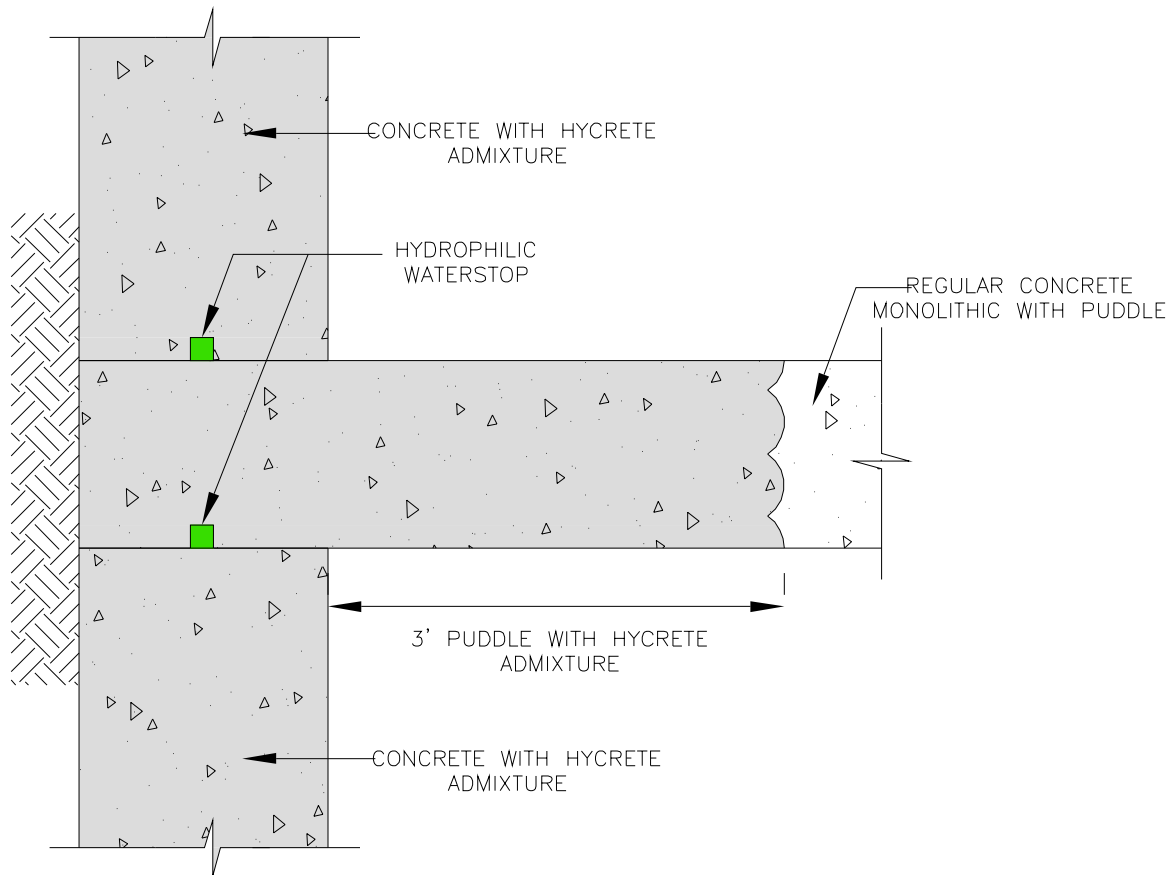 CONCRETE WITH HYCRETE
ADMIXTURE
HYDROPHILIC
WATERSTOP
REGULAR CONCRETE
MONOLITHIC WITH PUDDLE
3' PUDDLE WITH HYCRETE
ADMIXTURE
CONCRETE WITH HYCRETE
ADMIXTURE